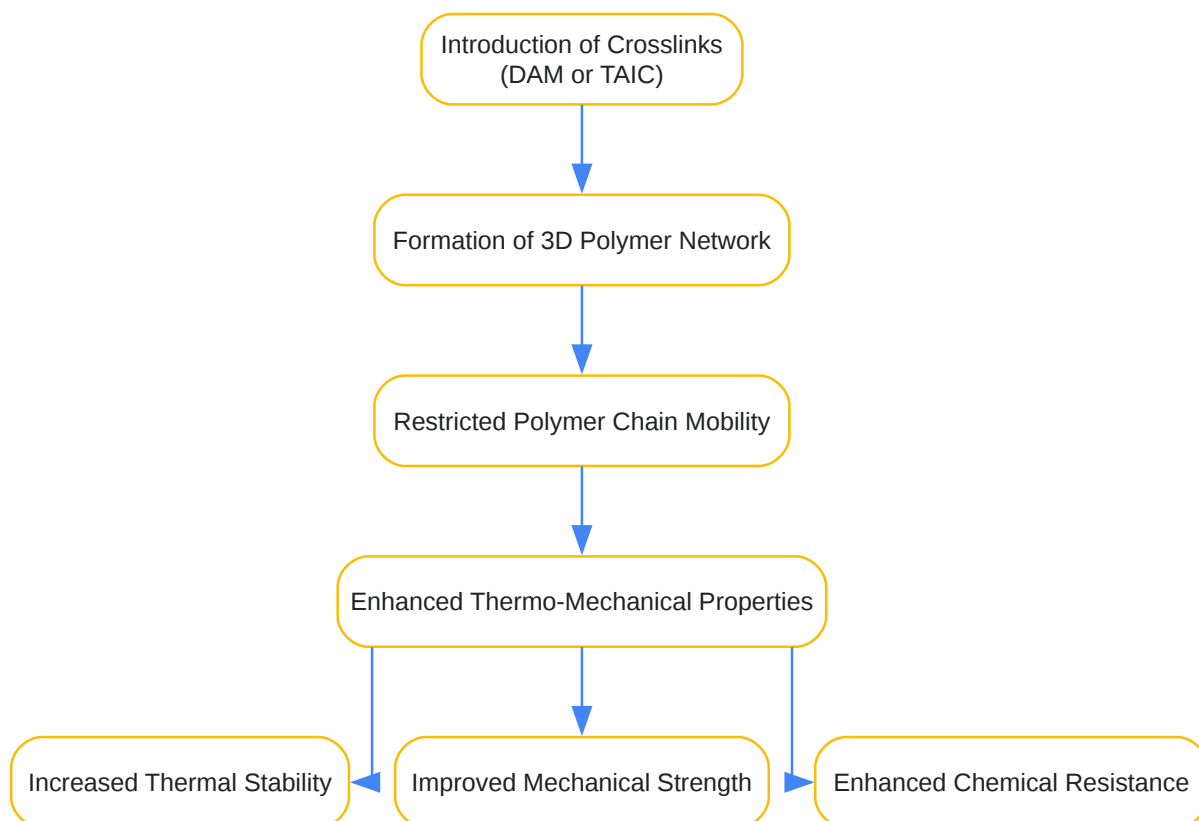 Introduction of Crosslinks
(DAM or TAIC)
Formation of 3D Polymer Network
Restricted Polymer Chain Mobility
Enhanced Thermo-Mechanical Properties
Increased Thermal Stability
Improved Mechanical Strength
Enhanced Chemical Resistance